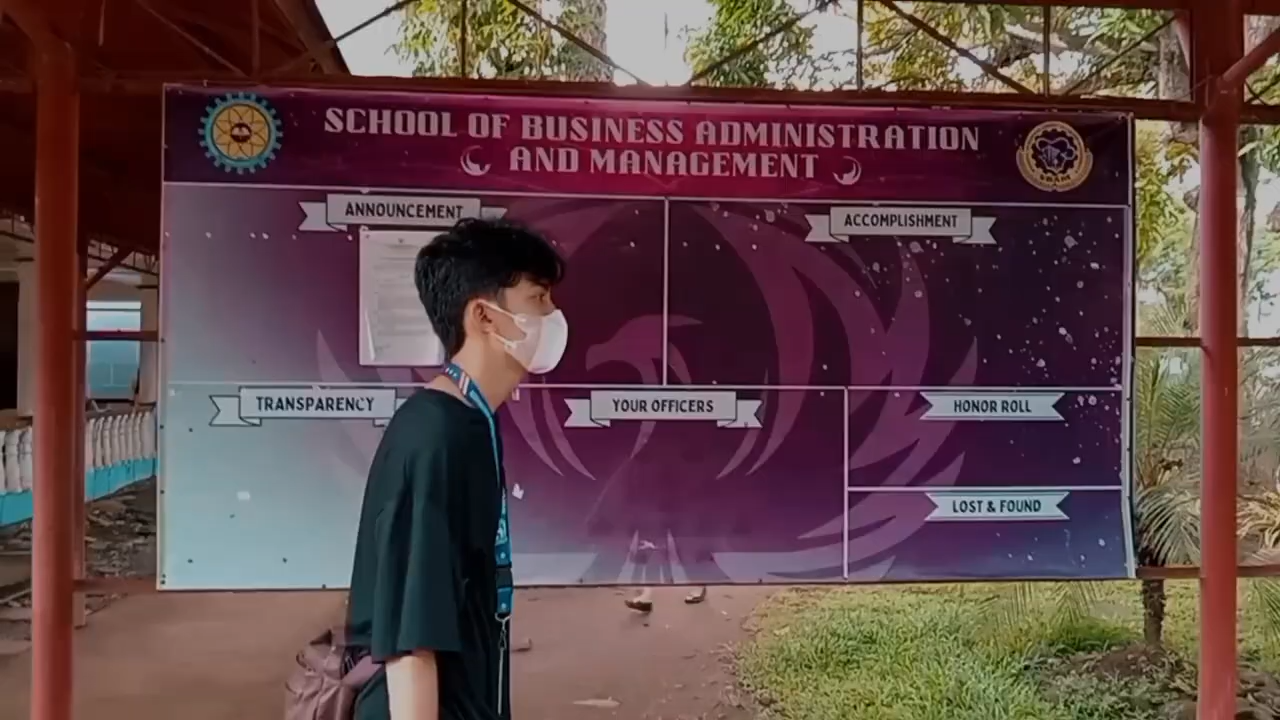 SCHOOL OF BUSINESS ADMINISTRATION
AND MANAGEMENT
ANNOUNCEMENT
ACCOMPLISHMENT
TRANSPARENCY
YOUR OFFICERS
HONOR ROLL
LOST & FOUND